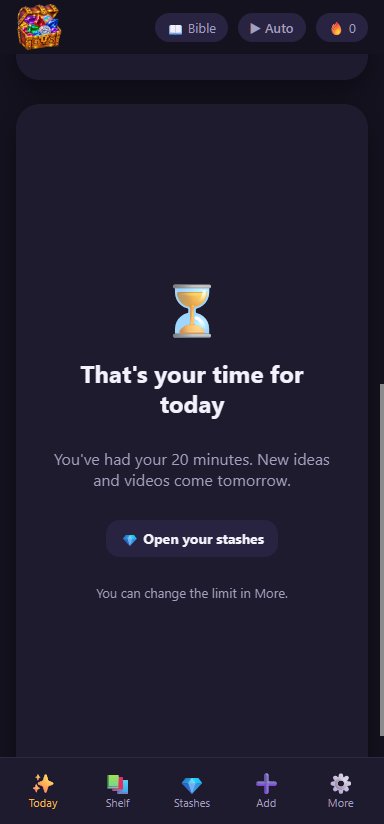 Bible
Auto
0
That's your time for
today
You've had your 20 minutes. New ideas
and videos come tomorrow.
Open your stashes
You can change the limit in More.
Today
Shelf
Stashes
Add
More